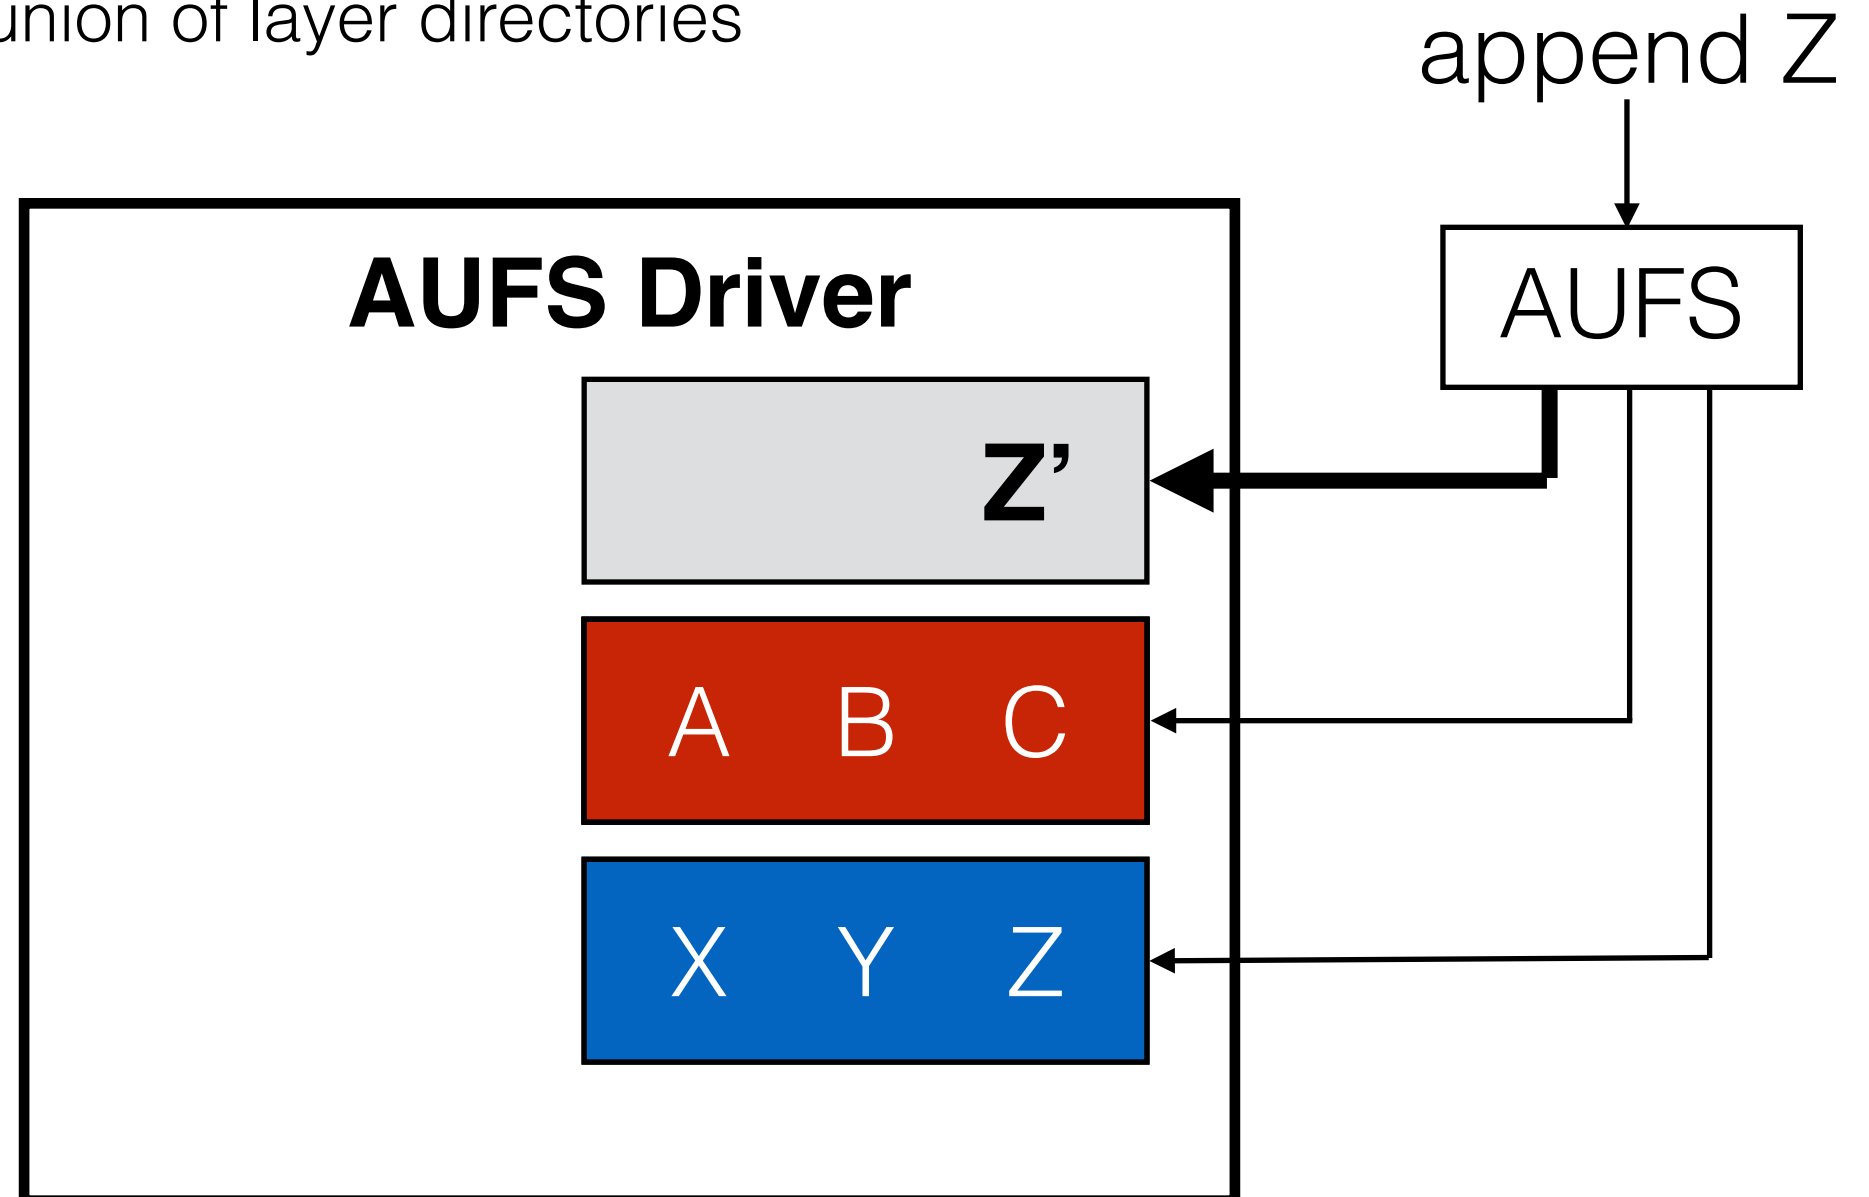 union of layer directories
append Z
AUFS Driver
AUFS
Z’
A B C
X Y Z